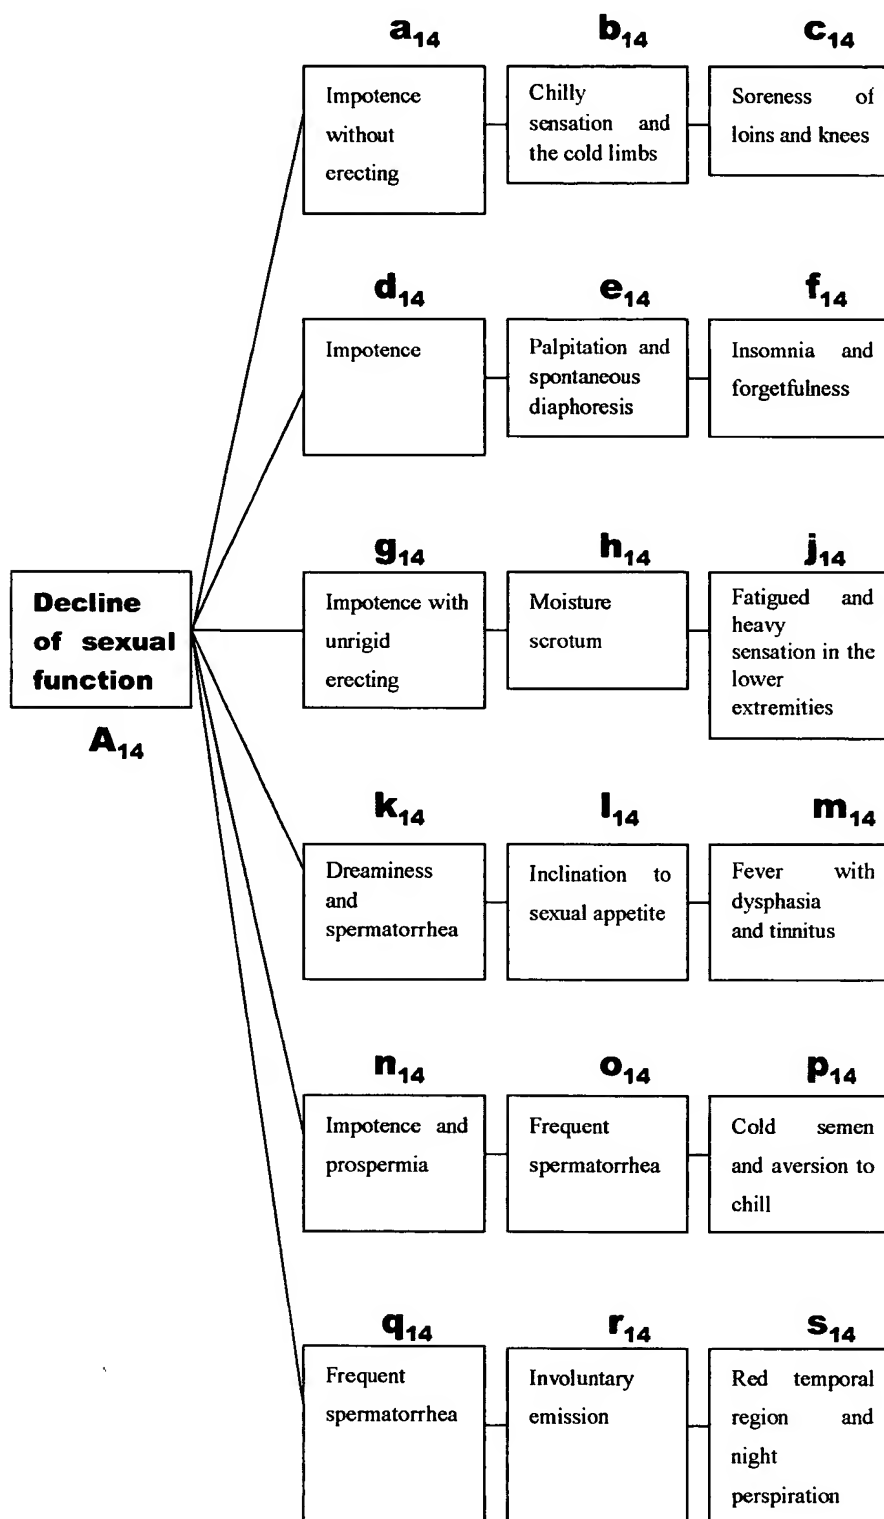 a14 b14 c14
Impotence
without
erecting
Chilly
sensation and
the cold limbs
Soreness of
loins and knees
d14 e14 f14
Impotence
Palpitation and
spontaneous
diaphoresis
Insomnia and
forgetfulness
g14 h14 j14
Impotence with
unrigid
erecting
Moisture
scrotum
Fatigued and
heavy
sensation in the
lower
extremities
Decline
of sexual
function
A14
k14 l14 m14
Dreaminess
and
spermatorrhea
Inclination to
sexual appetite
Fever with
dysphasia
and tinnitus
n14 o14 p14
Impotence and
prospermia
Frequent
spermatorrhea
Cold semen
and aversion to
chill
q14 r14 s14
Frequent
spermatorrhea
Involuntary
emission
Red temporal
region and
night
perspiration